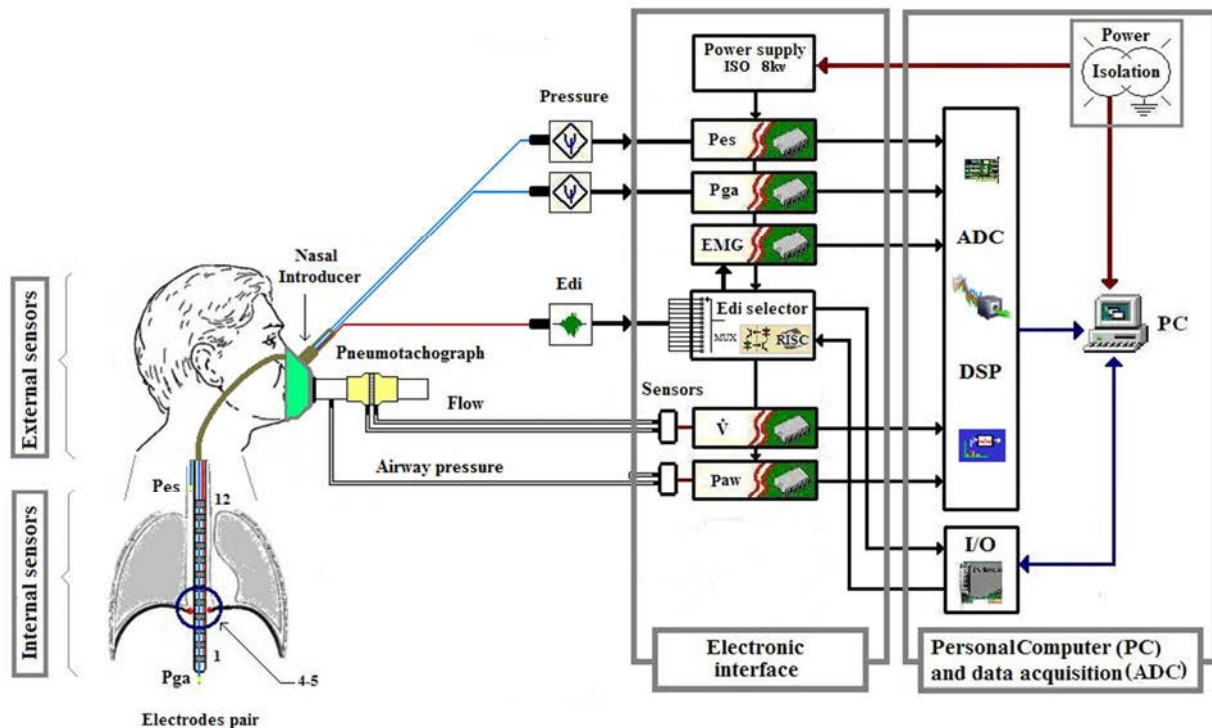 Power
Isolation
Power supply
ISO 8kv
Pressure
Pes
Pga
EMG
ADC
Nasal
Introducer
Edi
Edi selector
MUX
RISC
PC
Pneumotachograph
DSP
Sensors
Flow
V̇
Airway pressure
Paw
External sensors
Internal sensors
Pes
12
1
Pga
4-5
Electrodes pair
I/O
Electronic
interface
Personal Computer (PC)
and data acquisition (ADC)